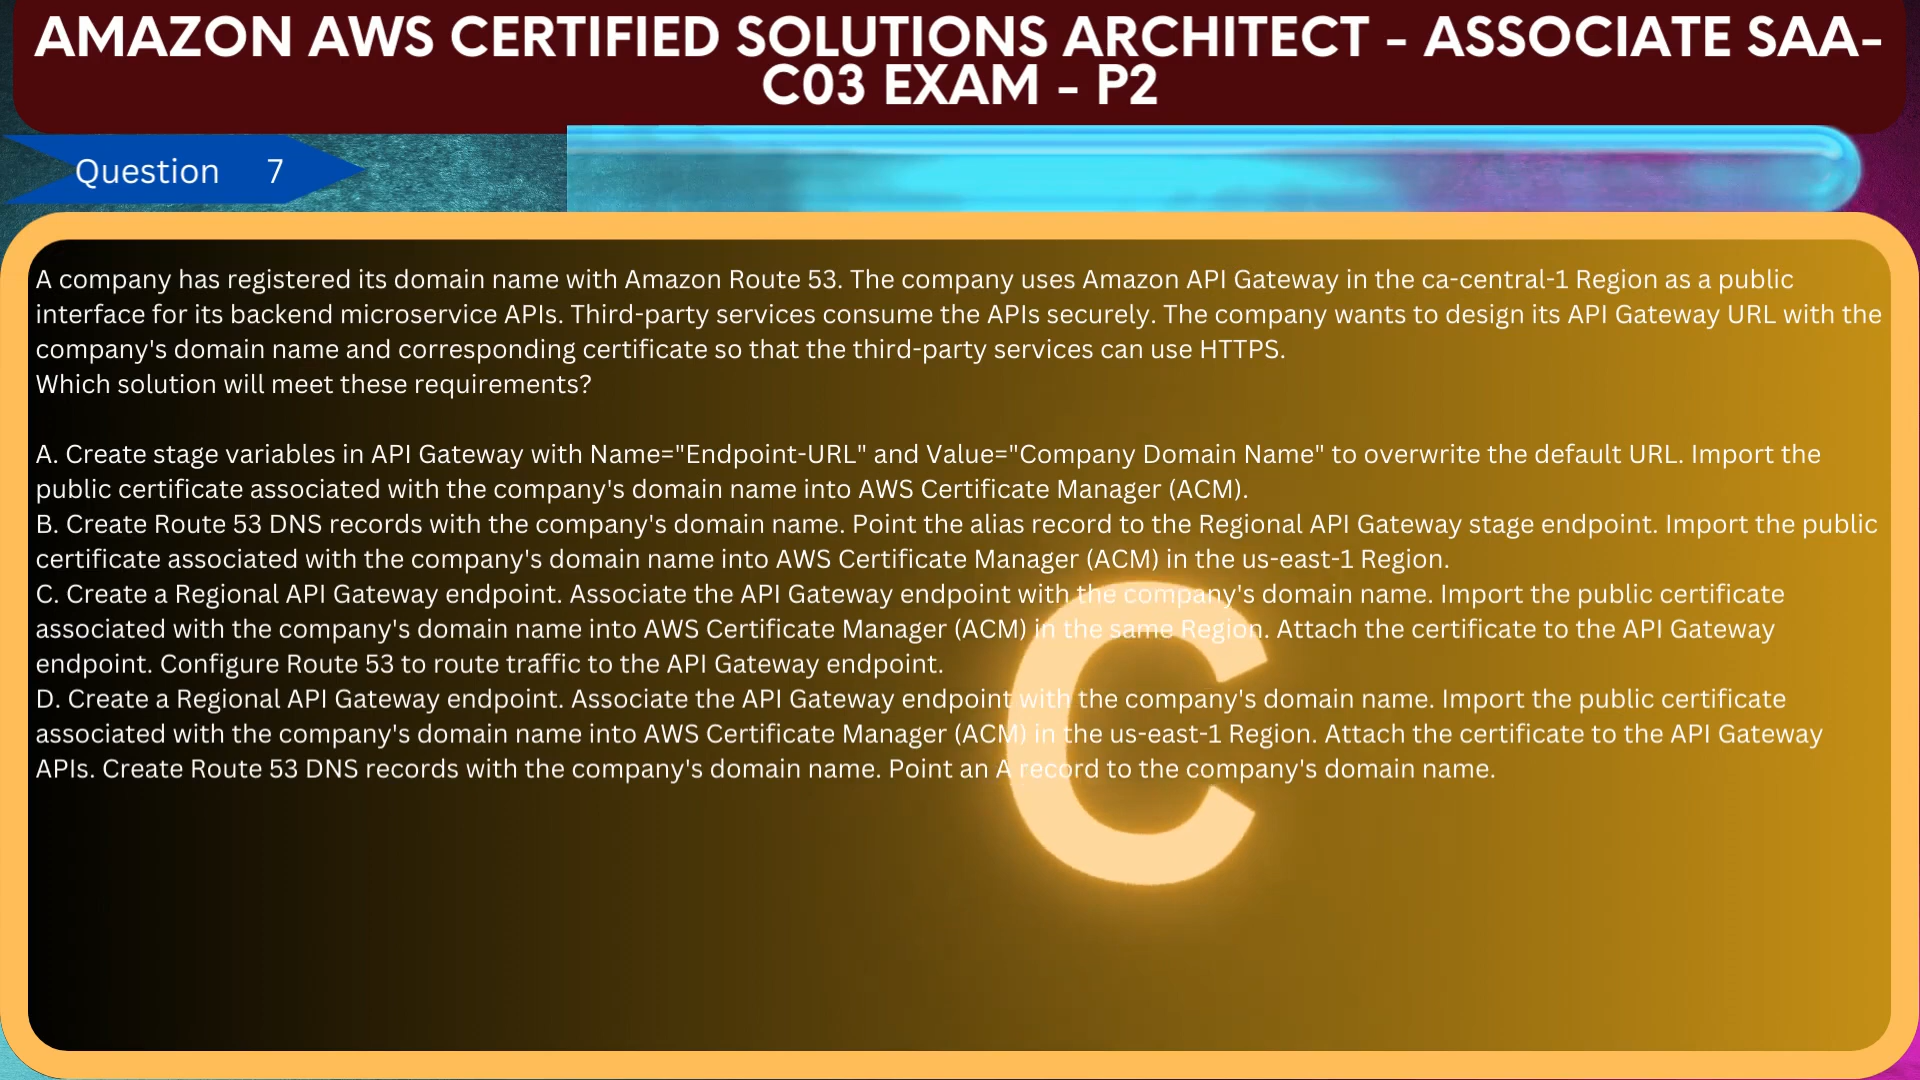 AMAZON AWS CERTIFIED SOLUTIONS ARCHITECT - ASSOCIATE SAA-
C03 EXAM - P2
Question 7
A company has registered its domain name with Amazon Route 53. The company uses Amazon API Gateway in the ca-central-1 Region as a public
interface for its backend microservice APIs. Third-party services consume the APIs securely. The company wants to design its API Gateway URL with the
company's domain name and corresponding certificate so that the third-party services can use HTTPS.
Which solution will meet these requirements?
A. Create stage variables in API Gateway with Name="Endpoint-URL" and Value="Company Domain Name" to overwrite the default URL. Import the
public certificate associated with the company's domain name into AWS Certificate Manager (ACM).
B. Create Route 53 DNS records with the company's domain name. Point the alias record to the Regional API Gateway stage endpoint. Import the public
certificate associated with the company's domain name into AWS Certificate Manager (ACM) in the us-east-1 Region.
C. Create a Regional API Gateway endpoint. Associate the API Gateway endpoint with the company's domain name. Import the public certificate
associated with the company's domain name into AWS Certificate Manager (ACM) in the same Region. Attach the certificate to the API Gateway
endpoint. Configure Route 53 to route traffic to the API Gateway endpoint.
D. Create a Regional API Gateway endpoint. Associate the API Gateway endpoint with the company's domain name. Import the public certificate
associated with the company's domain name into AWS Certificate Manager (ACM) in the us-east-1 Region. Attach the certificate to the API Gateway
APIs. Create Route 53 DNS records with the company's domain name. Point an A record to the company's domain name.
C